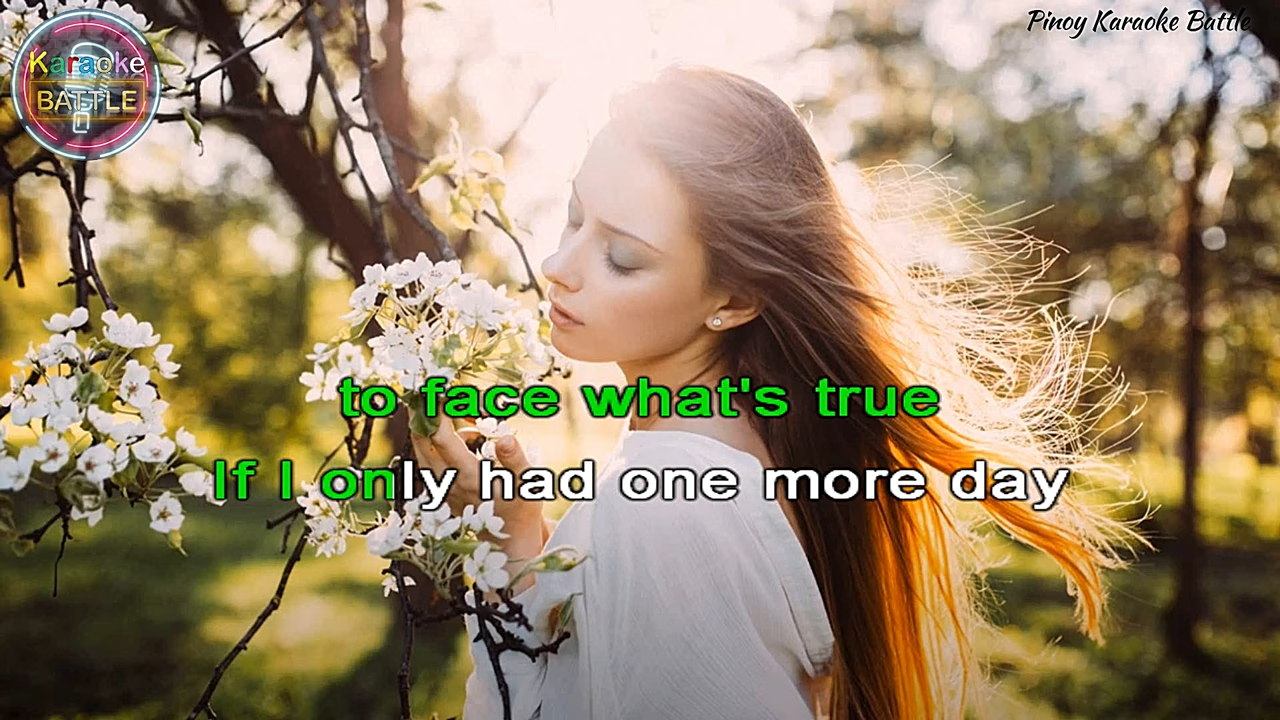 Karaoke
BATTLE
Pinoy Karaoke Battle
to face what's true
If I only had one more day